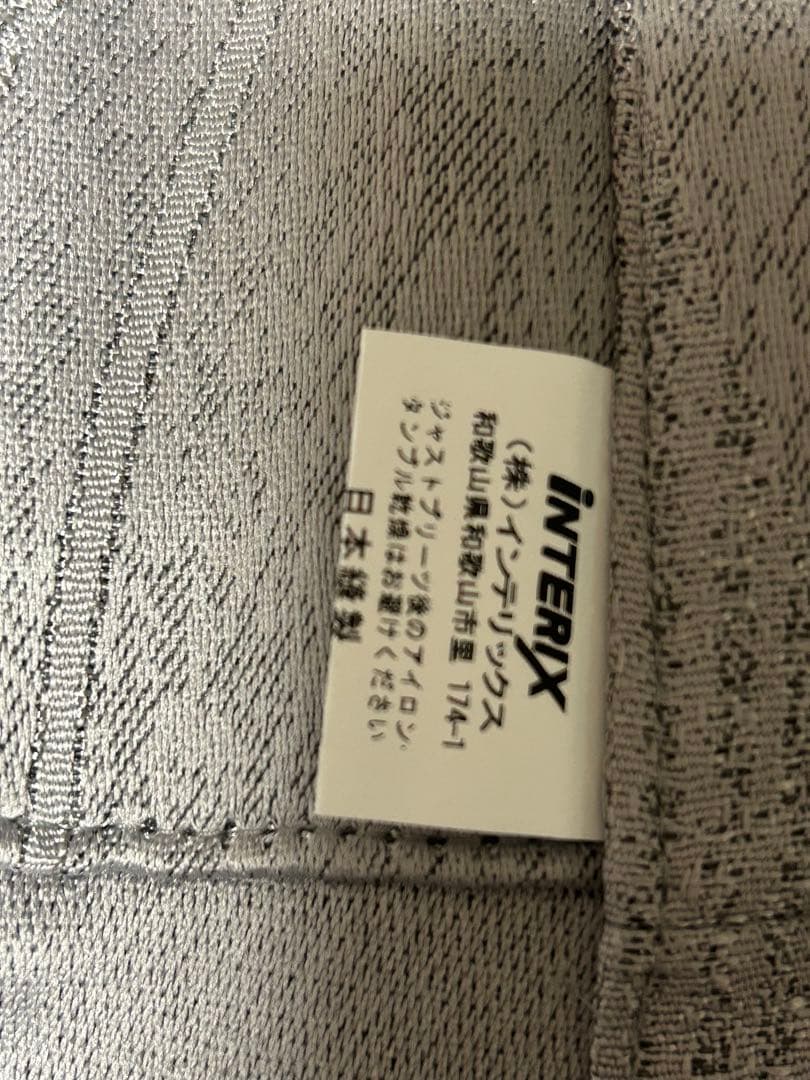 iNTERIX
(株)インテリックス
和歌山県和歌山市里 174-1
ジャストプリーツ後のアイロン、
タンブル乾燥はお避けください
日本縫製